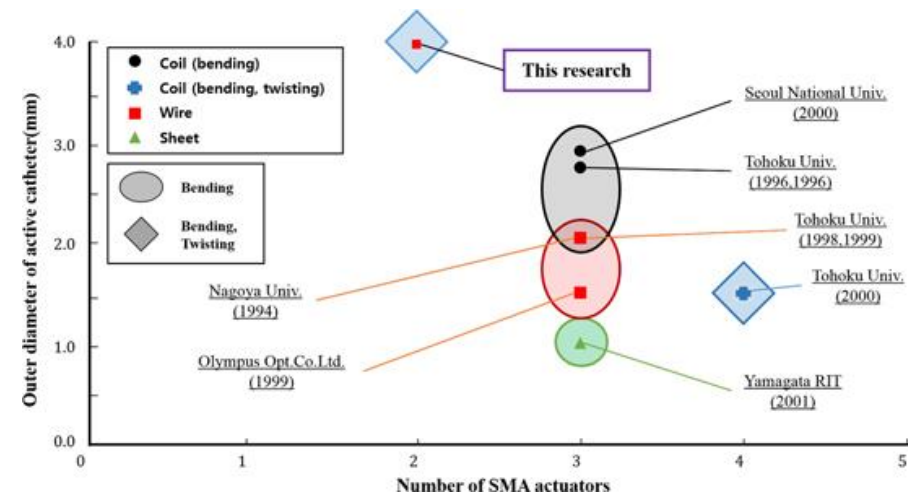 4.0
3.0
2.0
1.0
0.0
Outer diameter of active catheter(mm)
Coil (bending)
Coil (bending, twisting)
Wire
Sheet
Bending
Bending,
Twisting
This research
Seoul National Univ.
(2000)
Tohoku Univ.
(1996,1996)
Tohoku Univ.
(1998,1999)
Tohoku Univ.
(2000)
Nagoya Univ.
(1994)
Olympus Opt.Co.Ltd.
(1999)
Yamagata RIT
(2001)
0 1 2 3 4 5
Number of SMA actuators